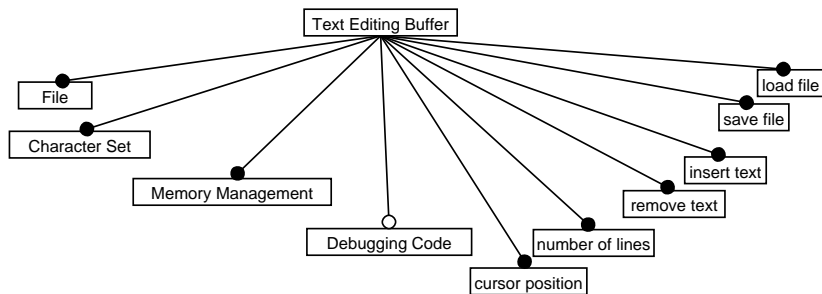 Text Editing Buffer
File
Character Set
Memory Management
Debugging Code
cursor position
number of lines
remove text
insert text
save file
load file